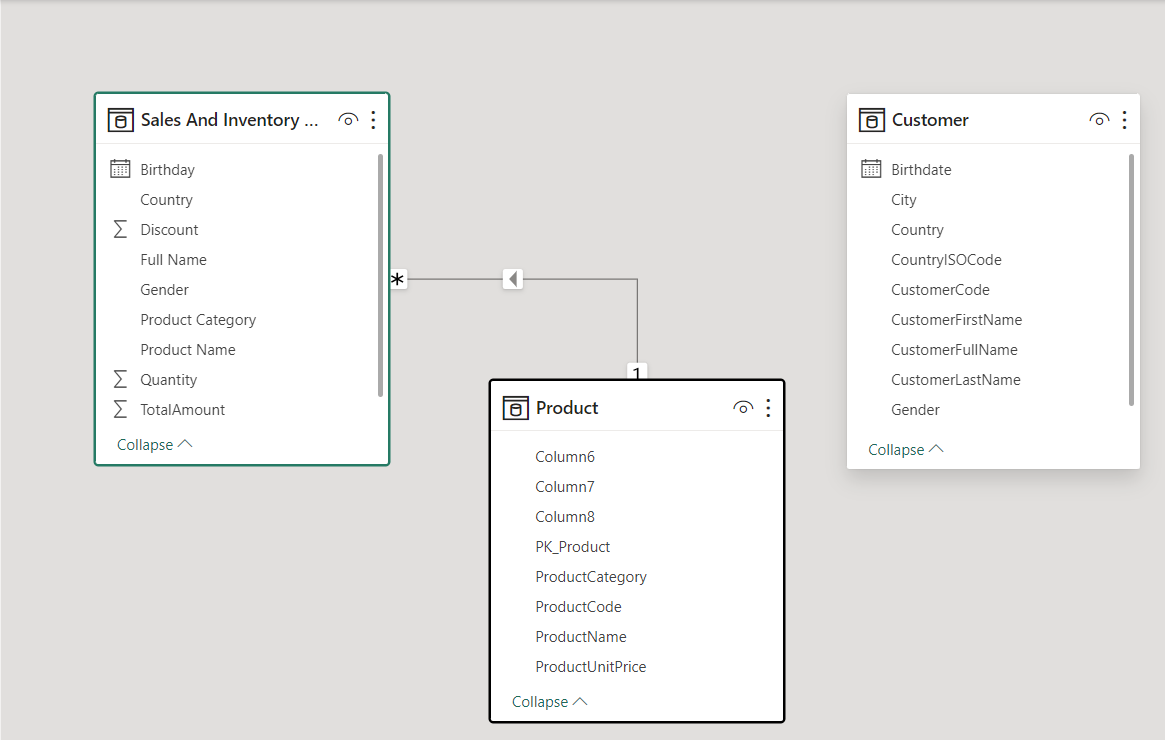 Sales And Inventory ...
Birthday
Country
Discount
Full Name
Gender
Product Category
Product Name
Quantity
TotalAmount
Collapse
*
1
Product
Column6
Column7
Column8
PK_Product
ProductCategory
ProductCode
ProductName
ProductUnitPrice
Collapse
Customer
Birthdate
City
Country
CountryISOCode
CustomerCode
CustomerFirstName
CustomerFullName
CustomerLastName
Gender
Collapse